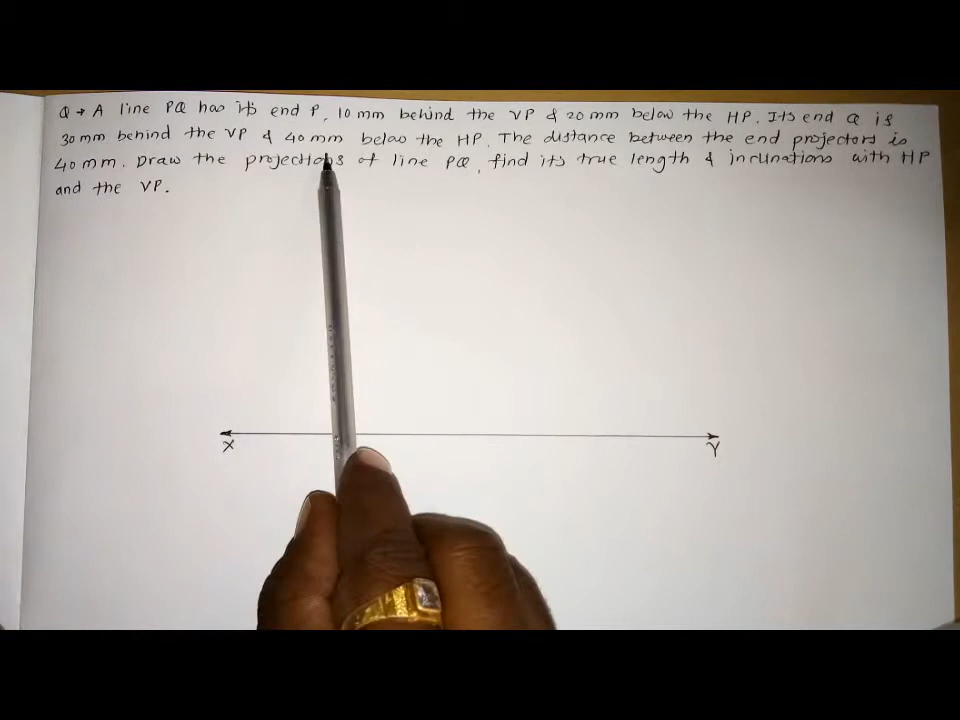 Q → A line PQ has its end P, 10 mm behind the VP & 20 mm below the HP. Its end Q is
30 mm behind the VP & 40 mm below the HP. The distance between the end projectors is
40 mm. Draw the projections of line PQ, find its true length & inclinations with HP
and the VP.
X Y